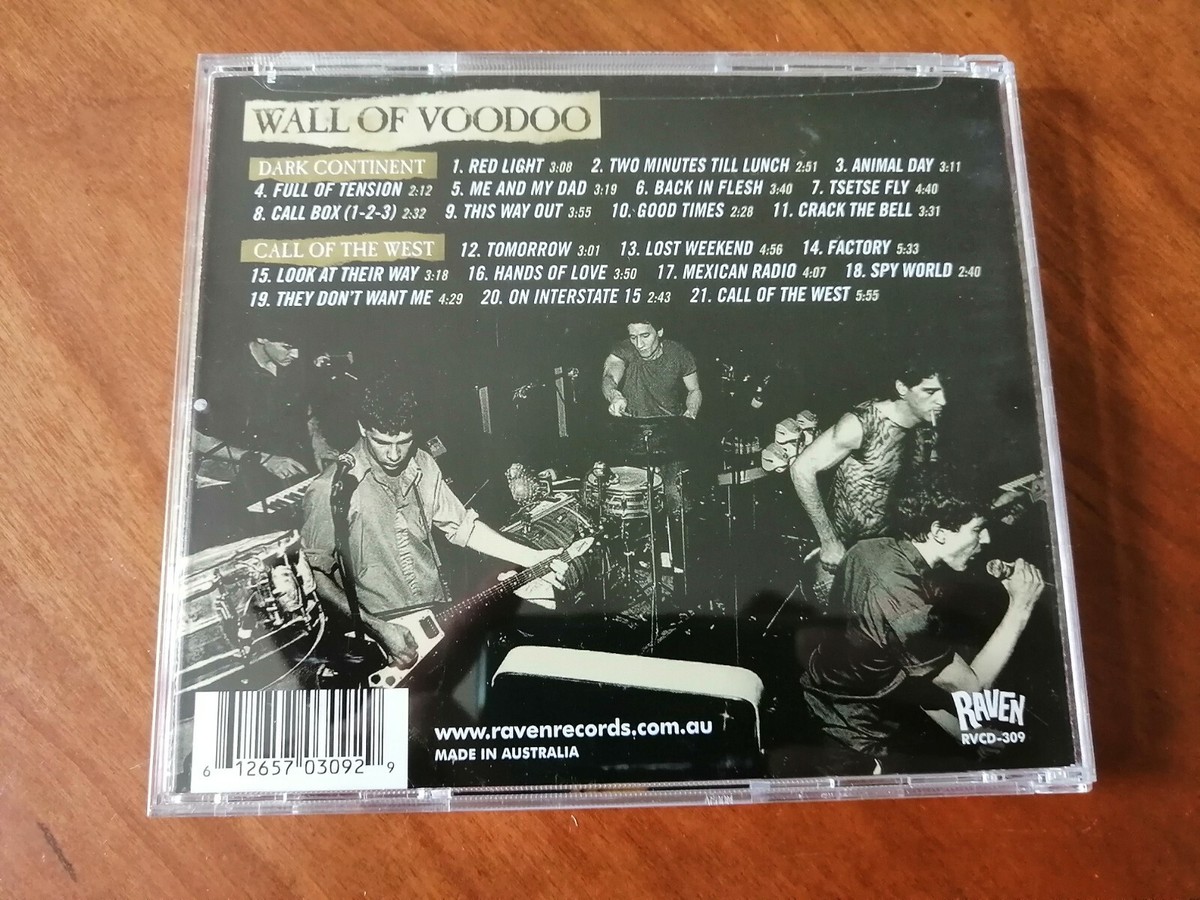 WALL OF VOODOO
DARK CONTINENT 1. RED LIGHT 3:08 2. TWO MINUTES TILL LUNCH 2:51 3. ANIMAL DAY 3:11
4. FULL OF TENSION 2:12 5. ME AND MY DAD 3:19 6. BACK IN FLESH 3:40 7. TSETSE FLY 4:40
8. CALL BOX (1-2-3) 2:32 9. THIS WAY OUT 3:55 10. GOOD TIMES 2:28 11. CRACK THE BELL 3:31
CALL OF THE WEST 12. TOMORROW 3:01 13. LOST WEEKEND 4:56 14. FACTORY 5:33
15. LOOK AT THEIR WAY 3:18 16. HANDS OF LOVE 3:50 17. MEXICAN RADIO 4:07 18. SPY WORLD 2:40
19. THEY DON'T WANT ME 4:29 20. ON INTERSTATE 15 2:43 21. CALL OF THE WEST 5:55
RAVEN
RVCD-309
www.ravenrecords.com.au
MADE IN AUSTRALIA
6 12657 03092 9